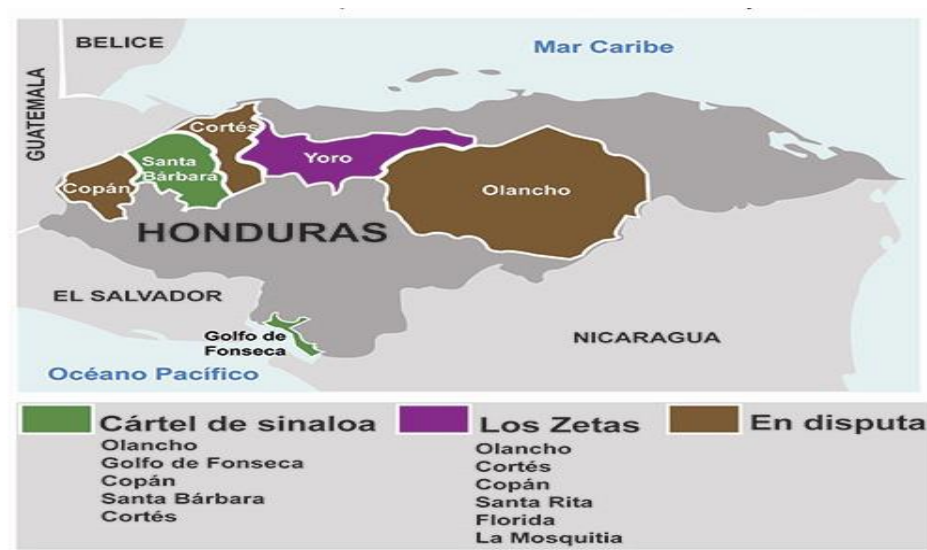 BELICE
Mar Caribe
GUATEMALA
Cortés
Yoro
Santa
Bárbara
Copán
Olancho
HONDURAS
EL SALVADOR
Golfo de
Fonseca
NICARAGUA
Océano Pacífico
Cártel de sinaloa
Olancho
Golfo de Fonseca
Copán
Santa Bárbara
Cortés
Los Zetas
Olancho
Cortés
Copán
Santa Rita
Florida
La Mosquitia
En disputa